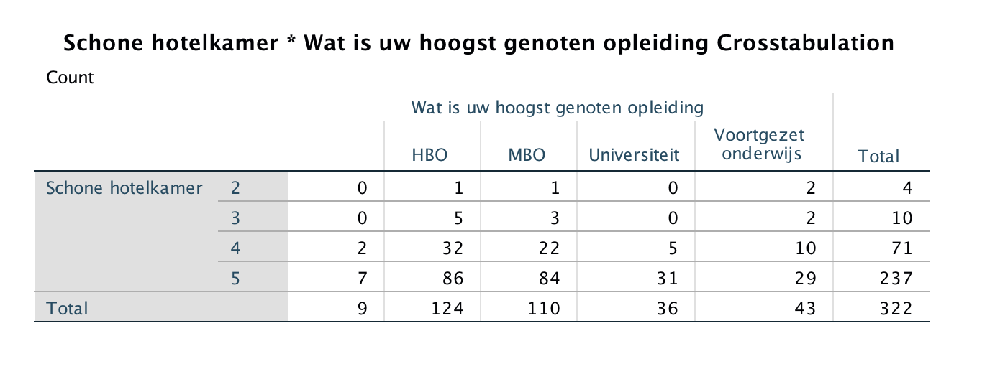 Schone hotelkamer * Wat is uw hoogst genoten opleiding Crosstabulation
Count
Wat is uw hoogst genoten opleiding
HBO MBO Universiteit Voortgezet onderwijs Total
Schone hotelkamer 2 0 1 1 0 2 4
3 0 5 3 0 2 10
4 2 32 22 5 10 71
5 7 86 84 31 29 237
Total 9 124 110 36 43 322